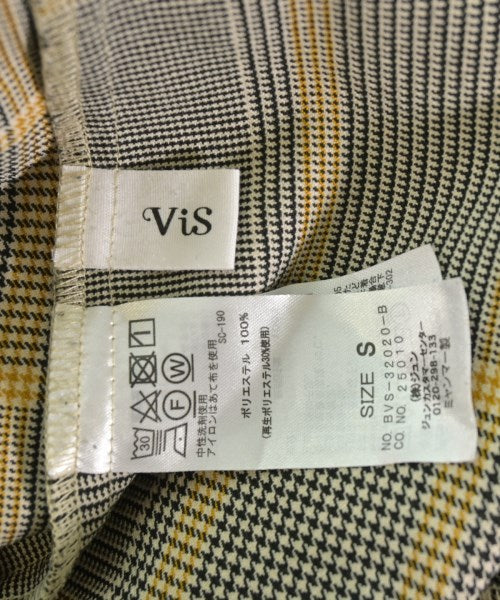 ViS
30
F
W
中性洗剤使用
アイロンはあて布を使用
SC-190
ポリエステル 100%
(再生ポリエステル30%使用)
SIZE S
NO. BVS-32020-B
CO. NO. 25010
(株)ジュン
ジュンカスタマーセンター
0120-298-133
ミャンマー製
302